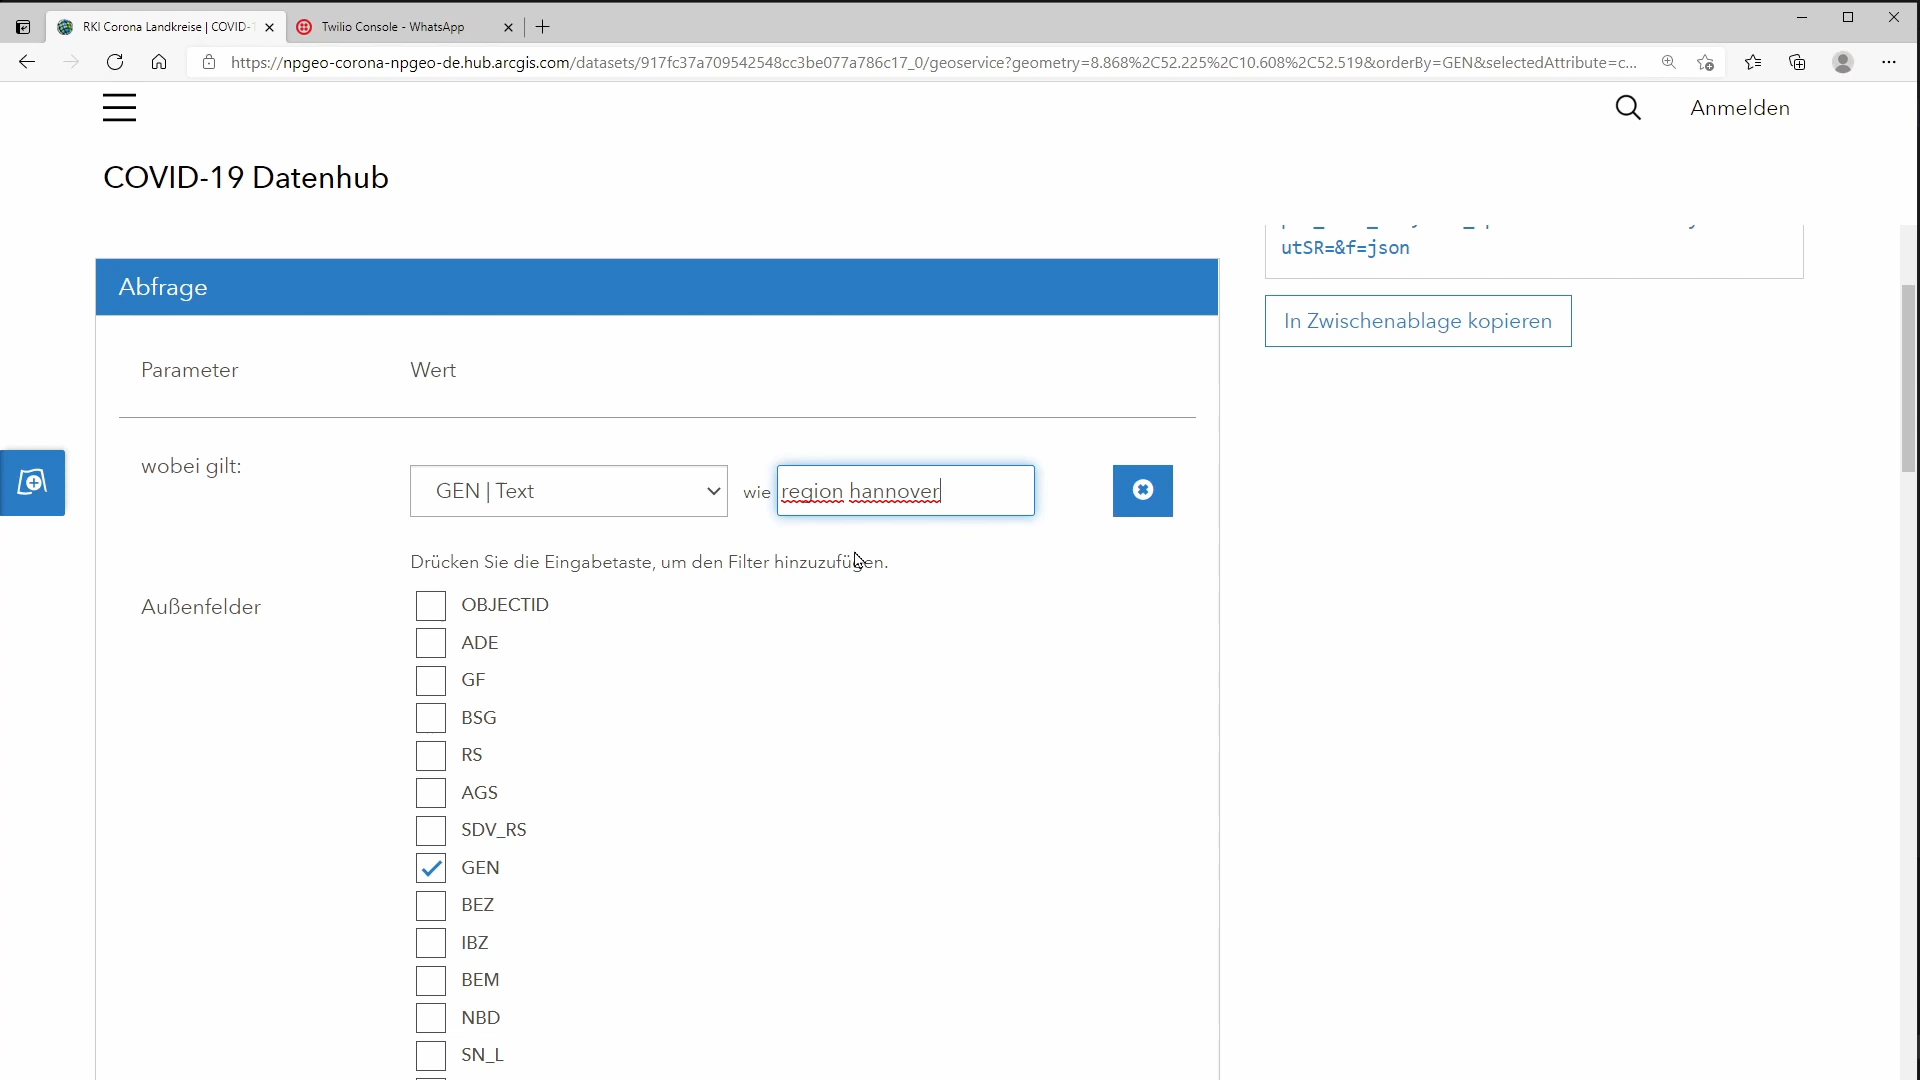 RKI Corona Landkreise | COVID-1
Twilio Console - WhatsApp
https://npgeo-corona-npgeo-de.hub.arcgis.com/datasets/917fc37a709542548cc3be077a786c17_0/geoservice?geometry=8.868%2C52.225%2C10.608%2C52.519&orderBy=GEN&selectedAttribute=c...
Anmelden
COVID-19 Datenhub
utSR=&f=json
In Zwischenablage kopieren
Abfrage
Parameter
Wert
wobei gilt:
GEN | Text
wie
region hannover
Drücken Sie die Eingabetaste, um den Filter hinzuzufügen.
Außenfelder
OBJECTID
ADE
GF
BSG
RS
AGS
SDV_RS
GEN
BEZ
IBZ
BEM
NBD
SN_L